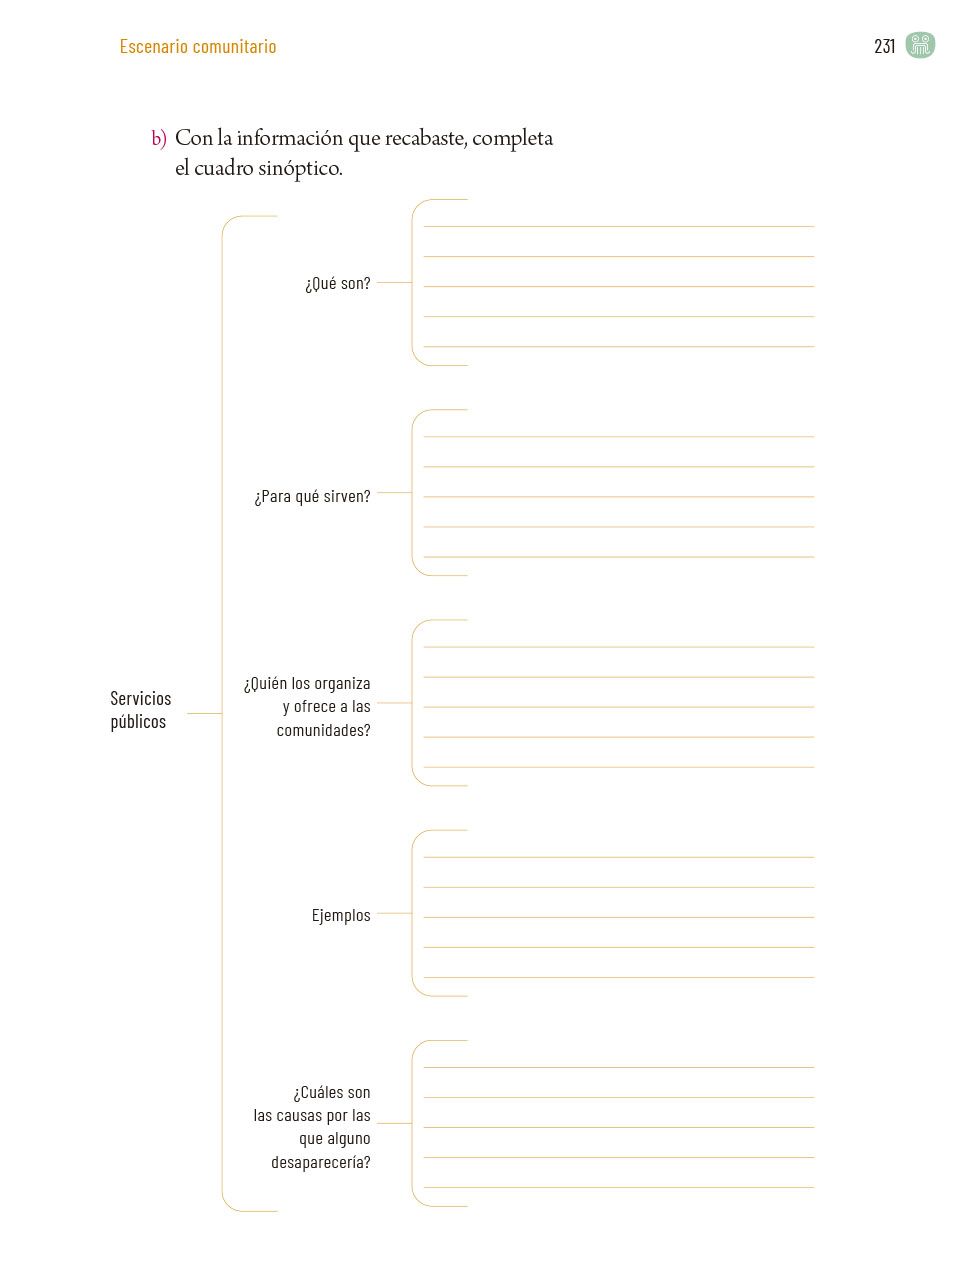 Escenario comunitario
231
b) Con la información que recabaste, completa
el cuadro sinóptico.
¿Qué son?
¿Para qué sirven?
Servicios
públicos
¿Quién los organiza
y ofrece a las
comunidades?
Ejemplos
¿Cuáles son
las causas por las
que alguno
desaparecería?